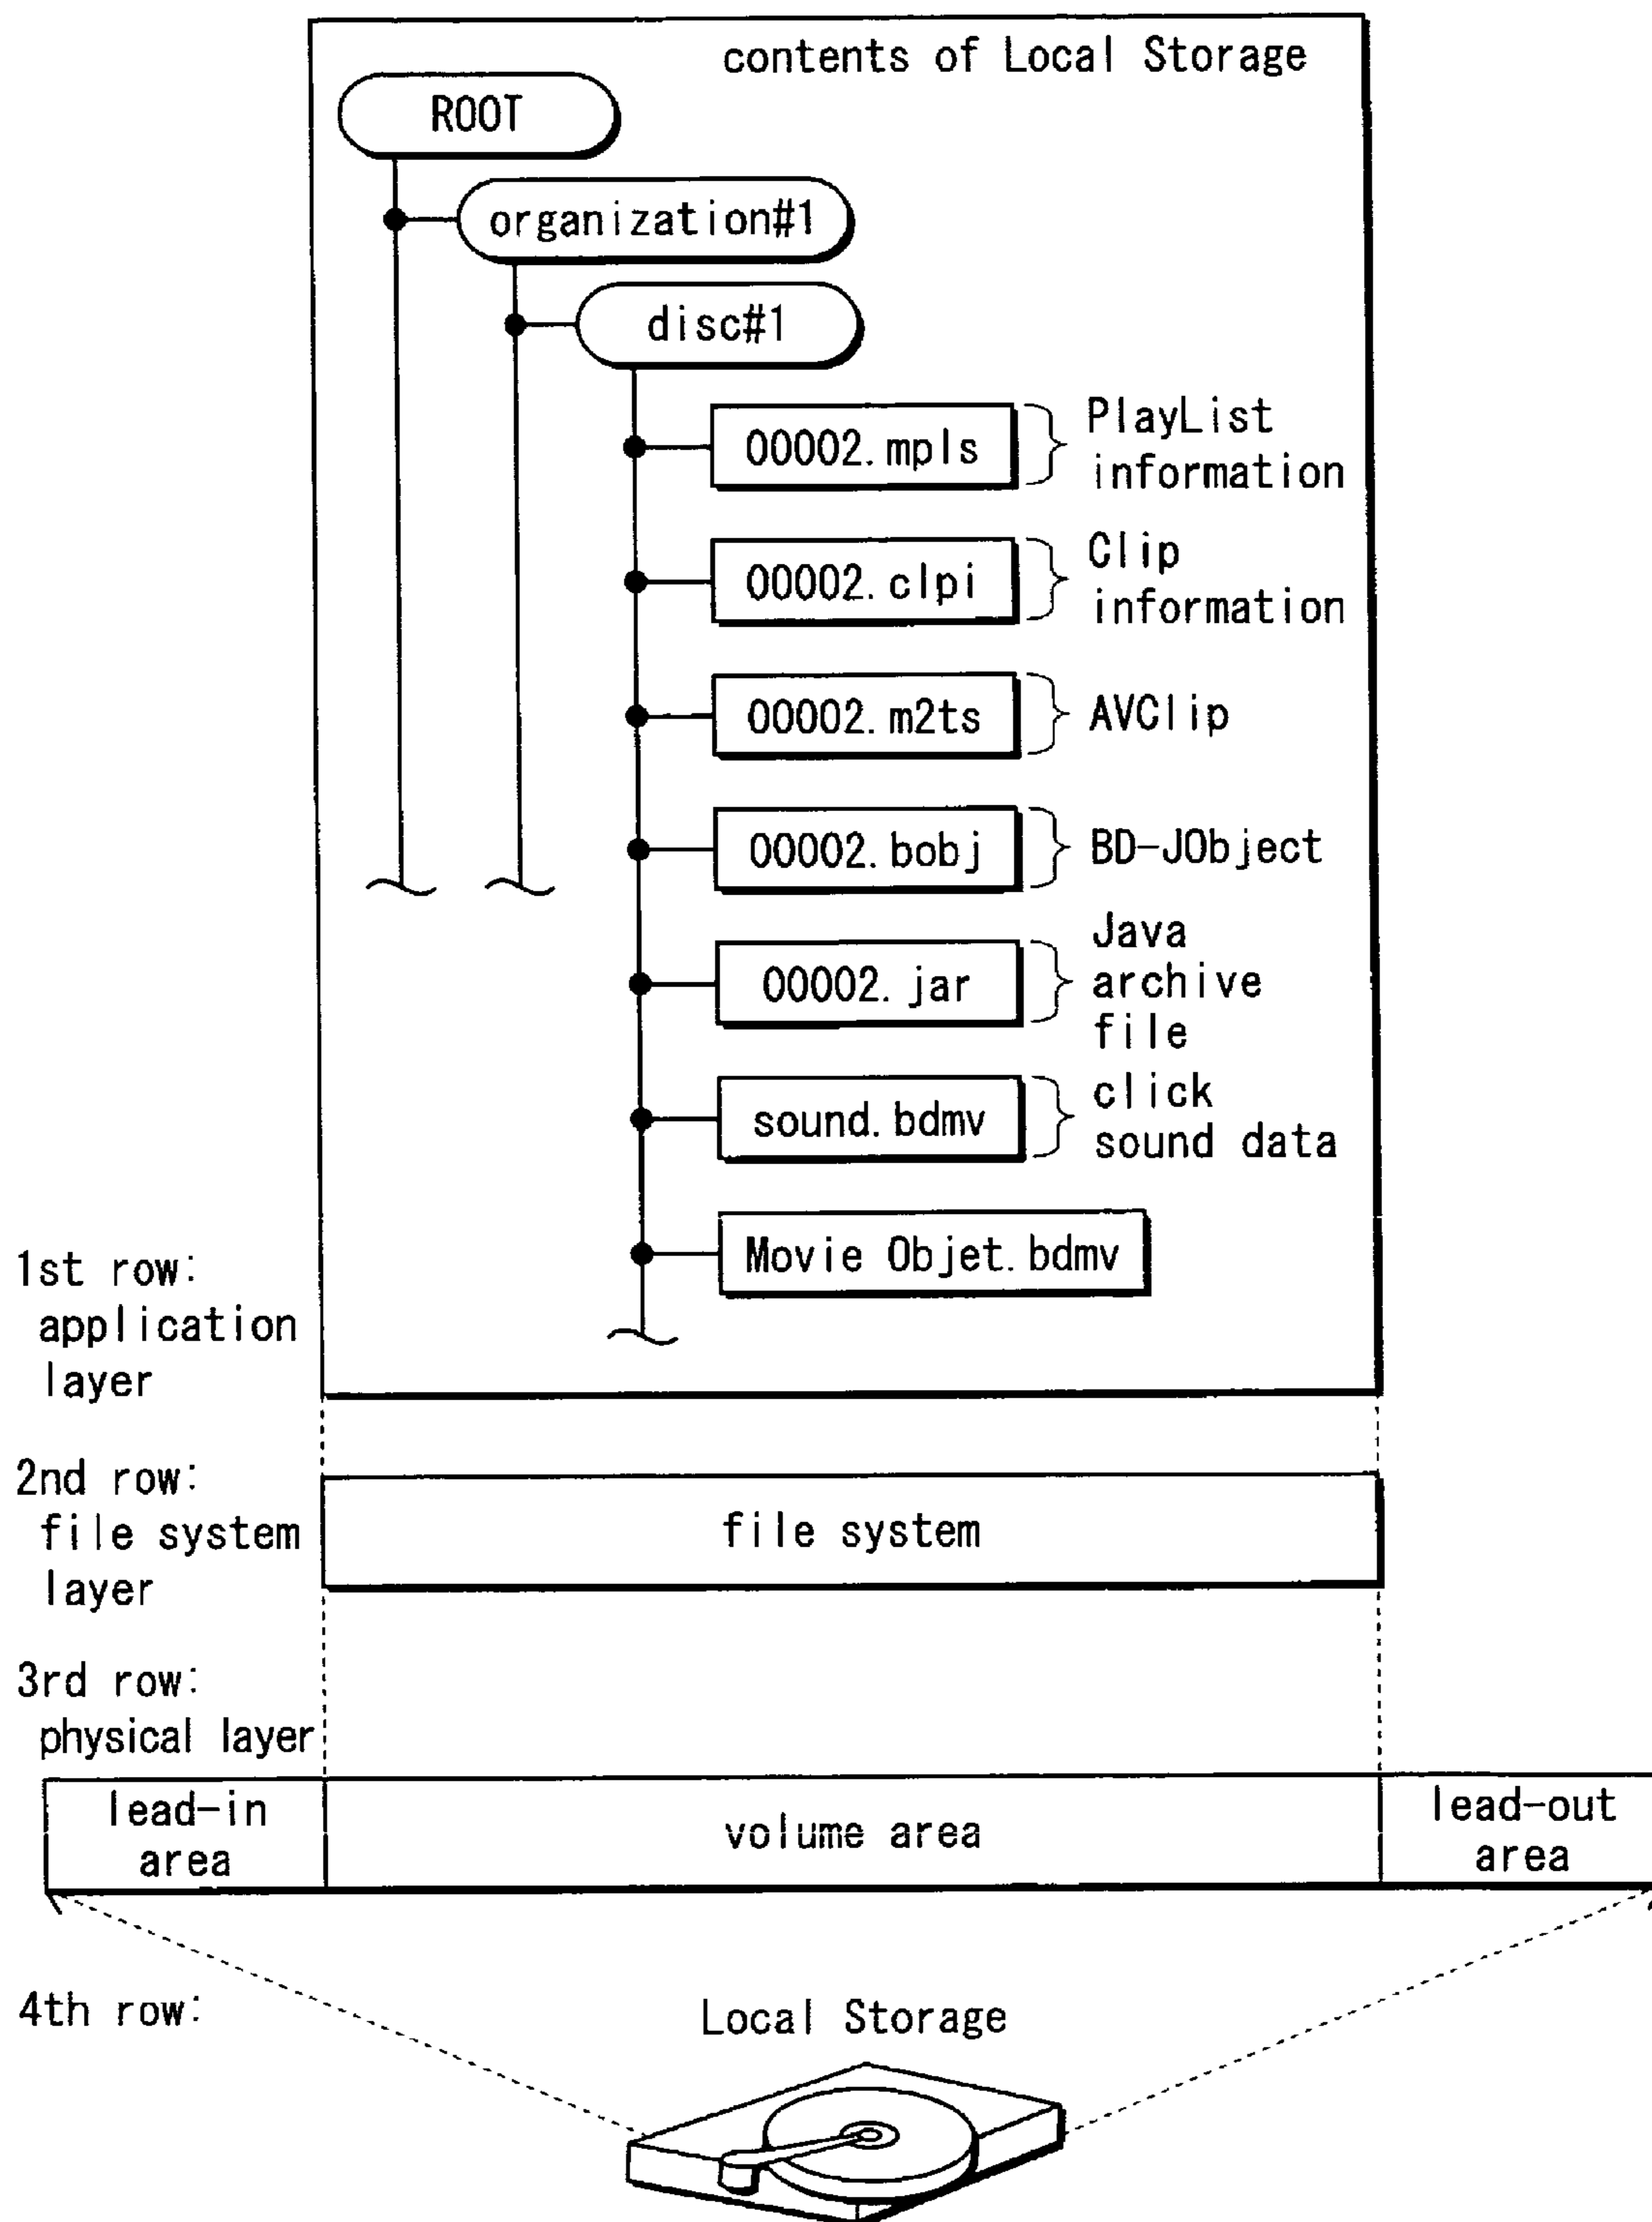 contents of Local Storage
ROOT
organization#1
disc#1
00002.mpls
PlayList
information
00002.clpi
Clip
information
00002.m2ts
AVClip
00002.bobj
BD-JObject
00002.jar
Java
archive
file
sound.bdmv
click
sound data
Movie Objet.bdmv
1st row:
application
layer
2nd row:
file system
layer
file system
3rd row:
physical layer
lead-in
area
volume area
lead-out
area
4th row:
Local Storage